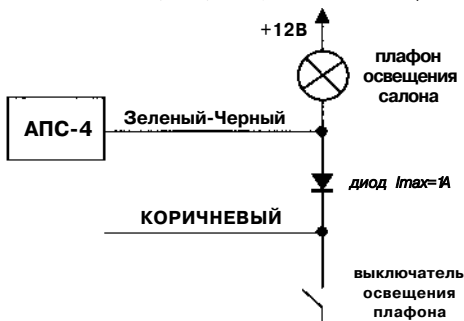 +12В
плафон
освещения
салона
АПС-4
Зеленый-Черный
диод Imax=1A
КОРИЧНЕВЫЙ
выключатель
освещения
плафона